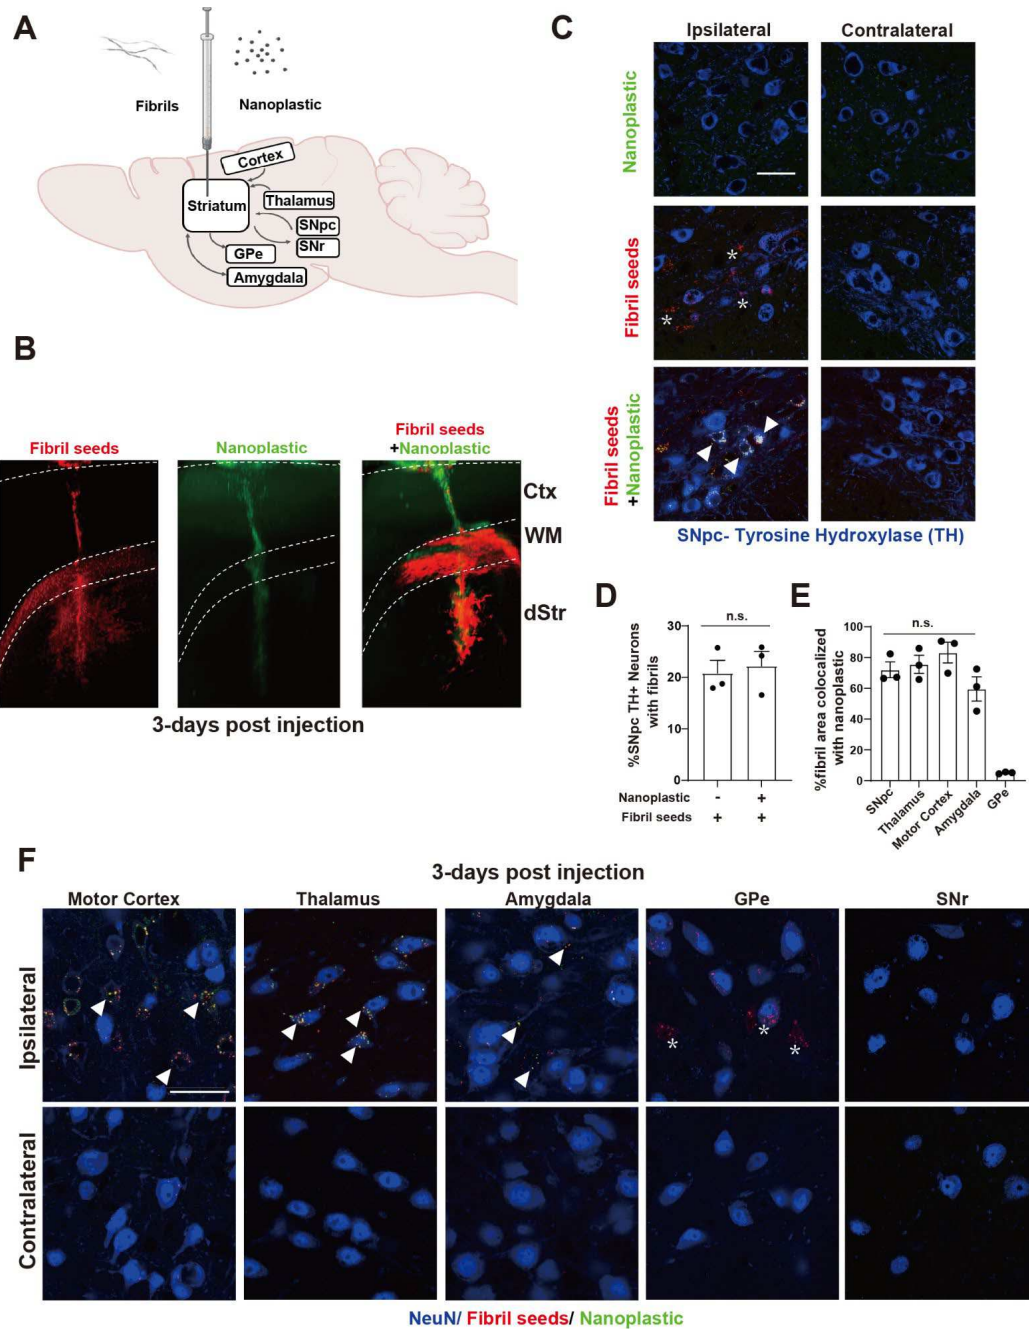 A
Fibrils
Nanoplastic
Cortex
Striatum
Thalamus
SNpc
SNr
GPe
Amygdala
B
Fibril seeds
Nanoplastic
Fibril seeds
+Nanoplastic
Ctx
WM
dStr
3-days post injection
C
Ipsilateral
Contralateral
Nanoplastic
Fibril seeds
*
*
*
Fibril seeds
+Nanoplastic
SNpc- Tyrosine Hydroxylase (TH)
D
%SNpc TH+ Neurons
with fibrils
30
20
10
0
n.s.
Nanoplastic - +
Fibril seeds + +
E
%fibril area colocalized
with nanoplastic
100
80
60
40
20
0
n.s.
SNpc
Thalamus
Motor Cortex
Amygdala
GPe
F
3-days post injection
Motor Cortex
Thalamus
Amygdala
GPe
SNr
Ipsilateral
*
*
*
Contralateral
NeuN/ Fibril seeds/ Nanoplastic